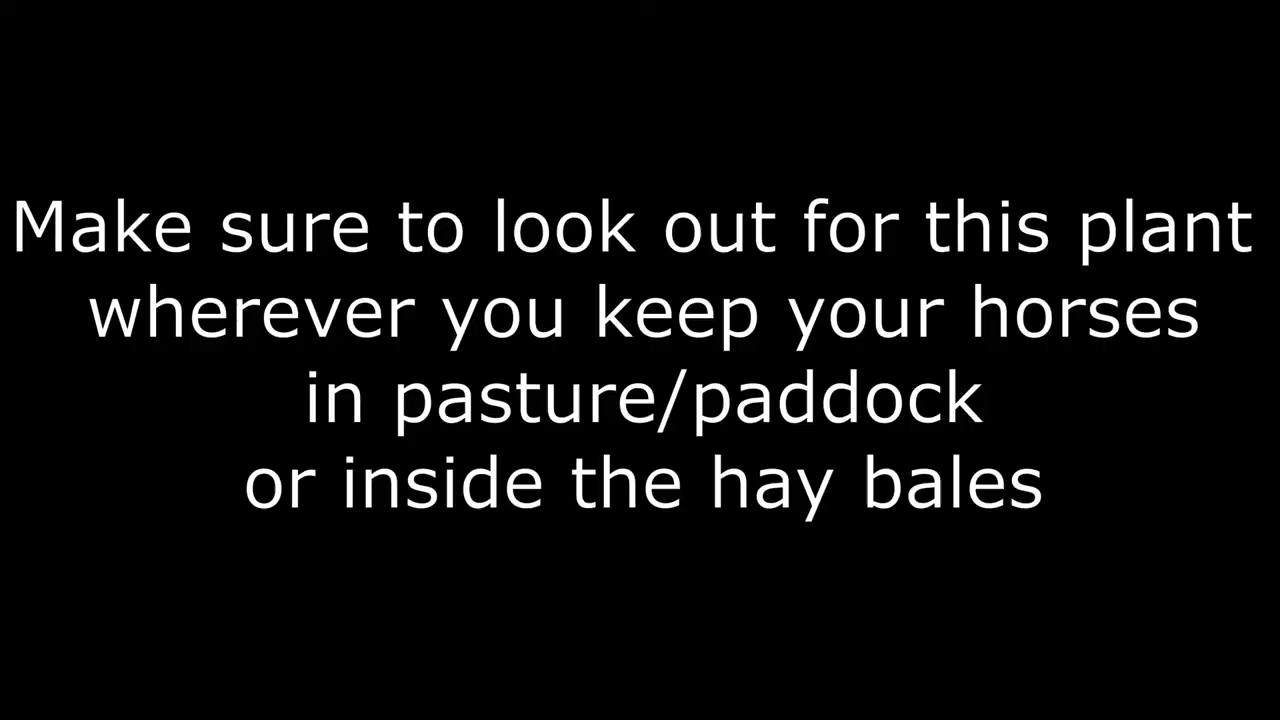 Make sure to look out for this plant
wherever you keep your horses
in pasture/paddock
or inside the hay bales